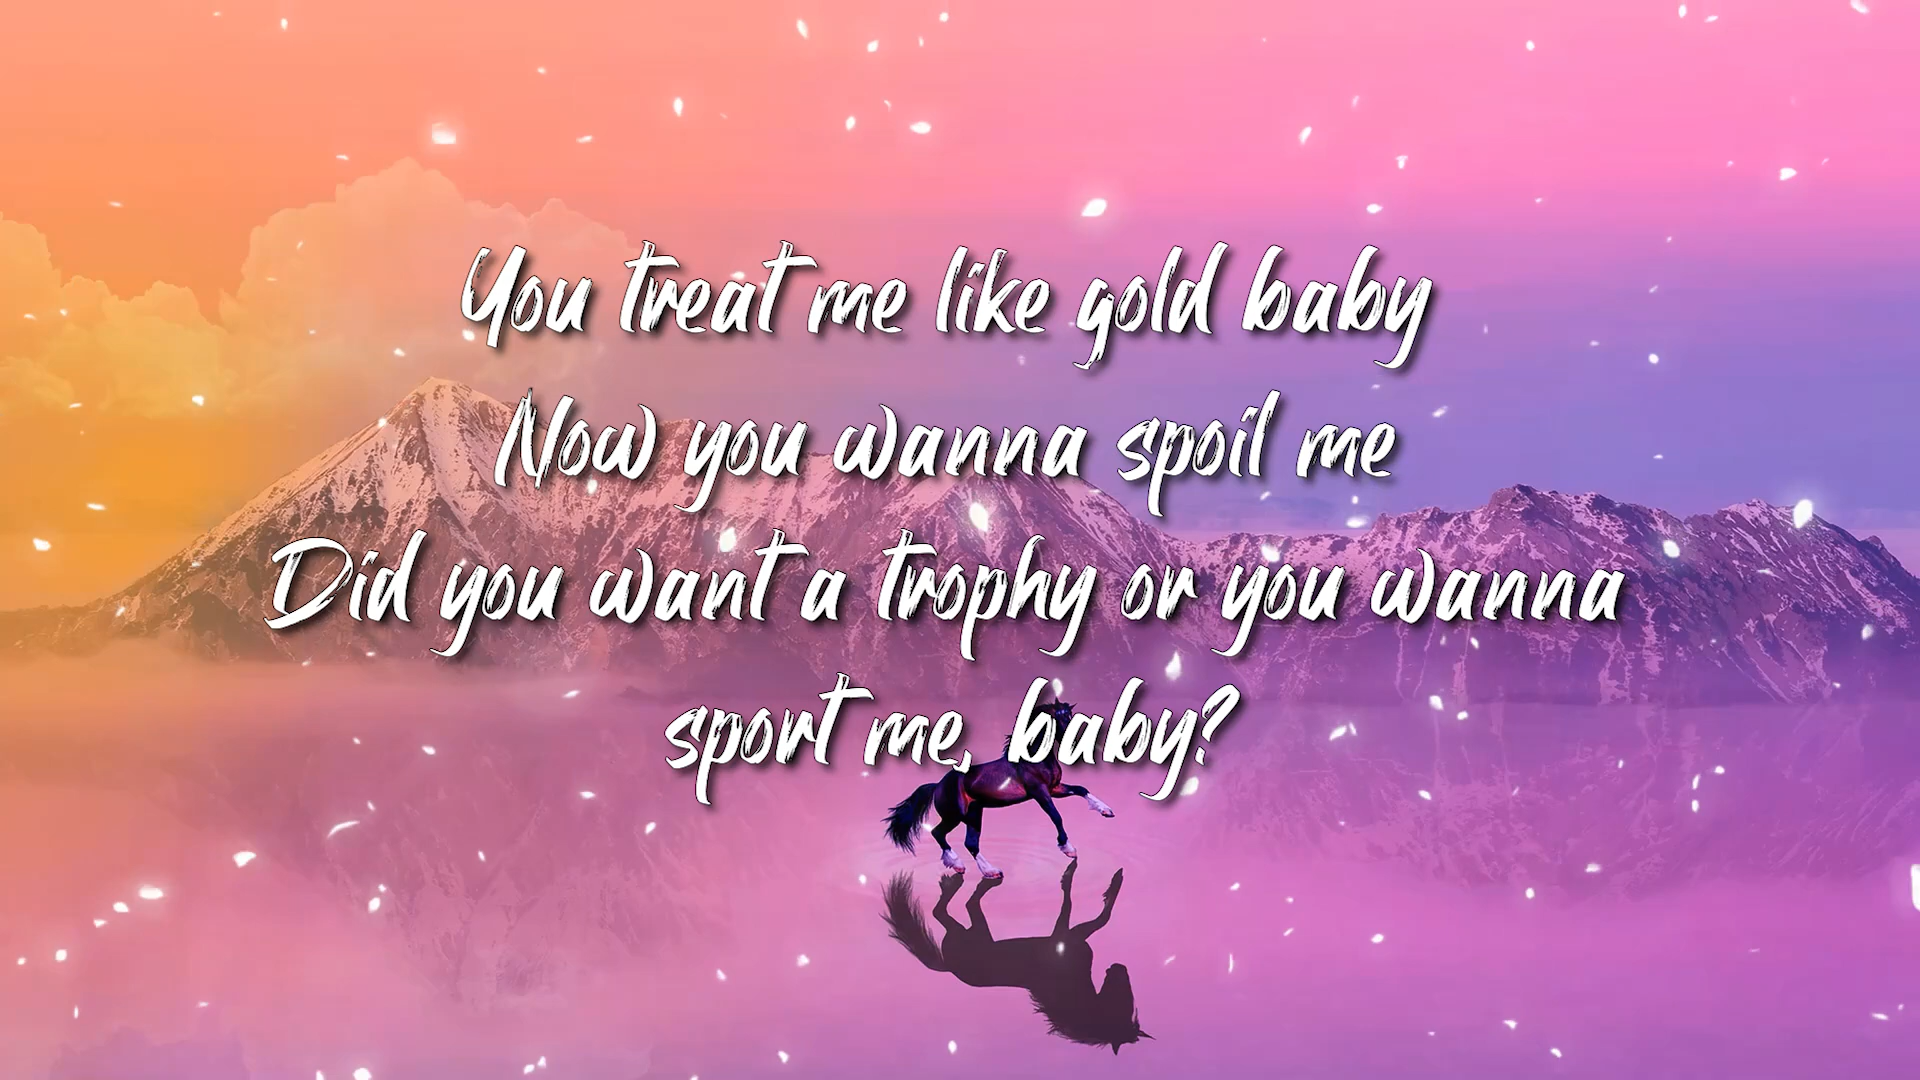 You treat me like gold baby
Now you wanna spoil me
Did you want a trophy or you wanna
sport me, baby?